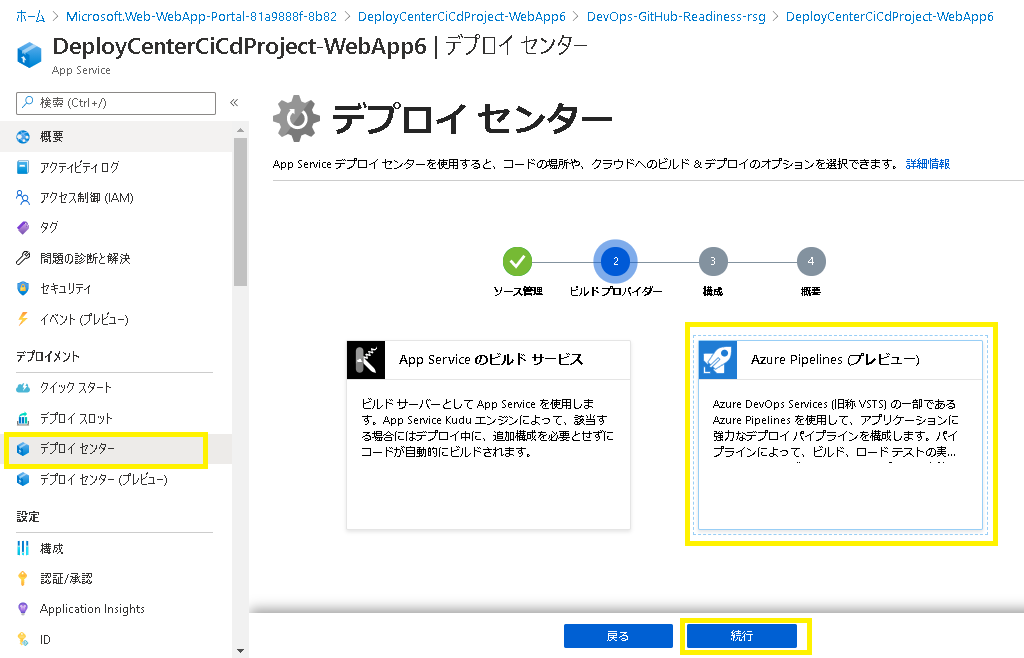 ホーム > Microsoft.Web-WebApp-Portal-81a9888f-8b82 > DeployCenterCiCdProject-WebApp6 > DevOps-GitHub-Readiness-rsg > DeployCenterCiCdProject-WebApp6
DeployCenterCiCdProject-WebApp6 | デプロイ センター
App Service
検索 (Ctrl+/)
«
概要
アクティビティ ログ
アクセス制御 (IAM)
タグ
問題の診断と解決
セキュリティ
イベント (プレビュー)
デプロイメント
クイック スタート
デプロイ スロット
デプロイ センター
デプロイ センター (プレビュー)
設定
構成
認証/承認
Application Insights
ID
デプロイ センター
App Service デプロイ センターを使用すると、コードの場所や、クラウドへのビルド & デプロイのオプションを選択できます。 詳細情報
2
3
4
ソース管理
ビルド プロバイダー
構成
概要
App Service のビルド サービス
ビルド サーバーとして App Service を使用しま
す。App Service Kudu エンジンによって、該当す
る場合にはデプロイ中に、追加構成を必要とせずに
コードが自動的にビルドされます。
Azure Pipelines (プレビュー)
Azure DevOps Services (旧称 VSTS) の一部である
Azure Pipelines を使用して、アプリケーションに
強力なデプロイ パイプラインを構成します。パイ
プラインによって、ビルド、ロード テストの実...
戻る
続行